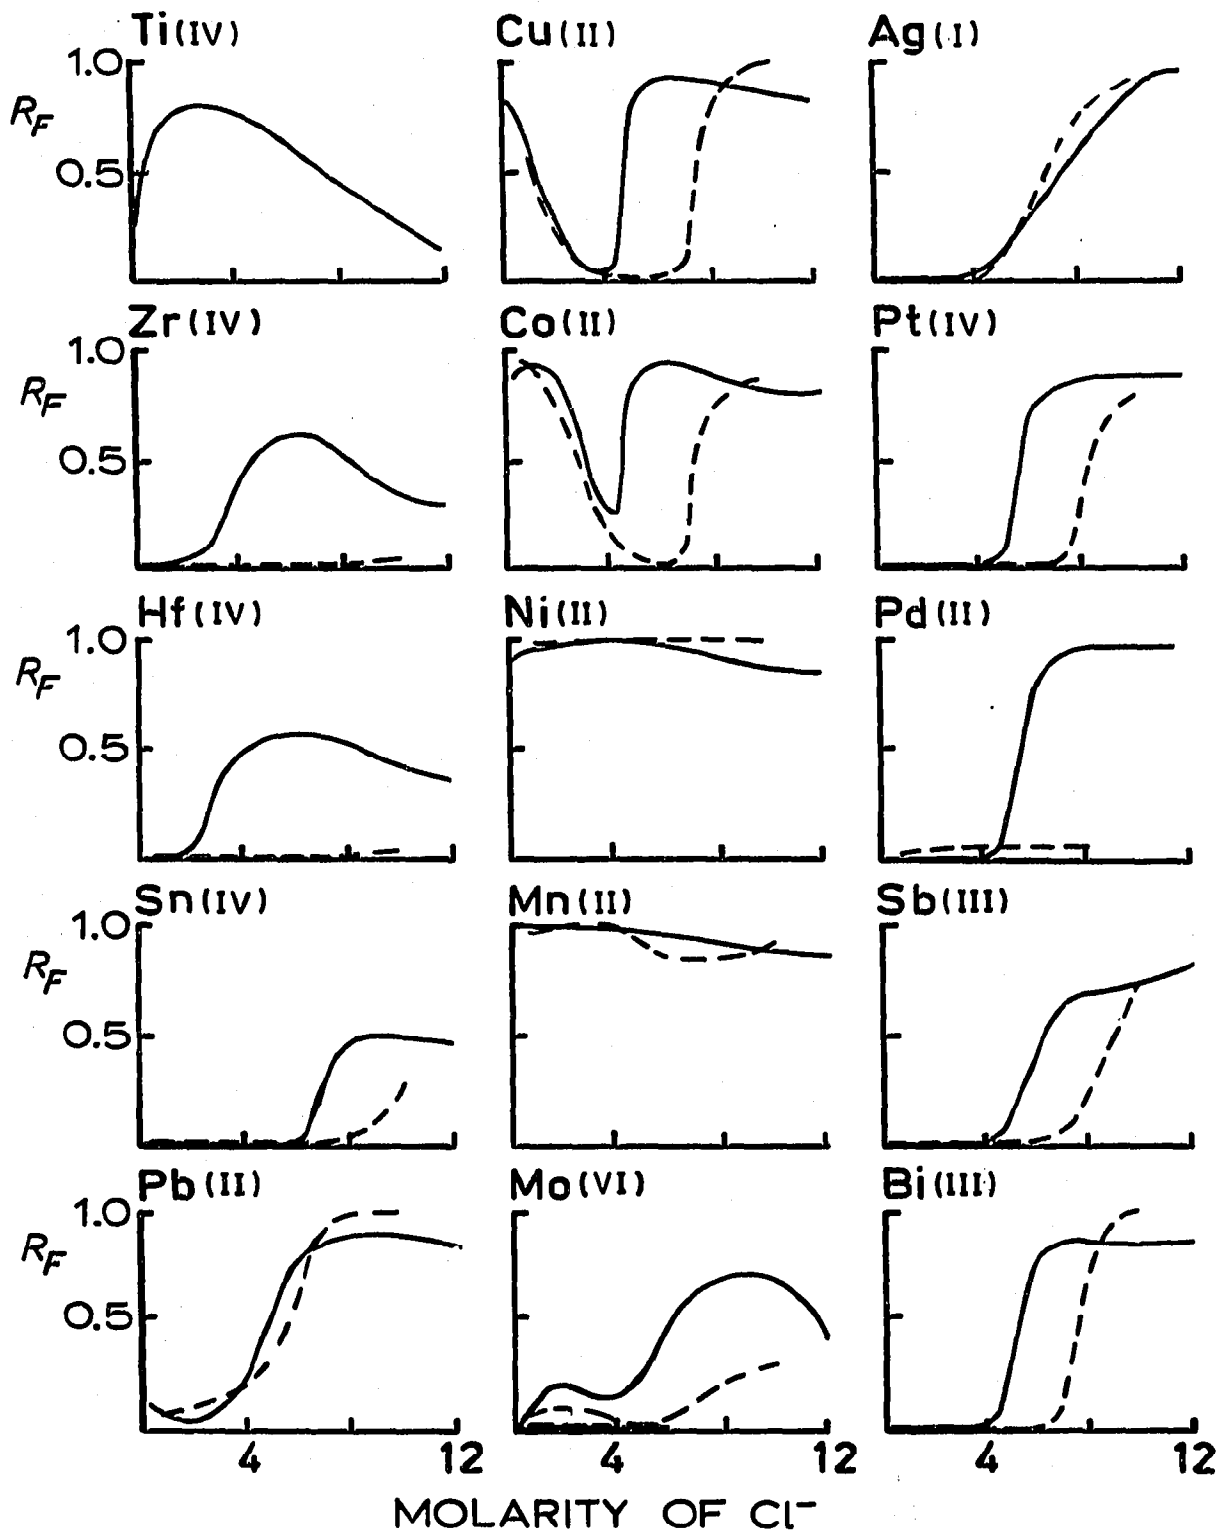 Ti(IV) Cu(II) Ag(I)
1.0
RF
0.5
Zr(IV) Co(II) Pt(IV)
1.0
RF
0.5
Hf(IV) Ni(II) Pd(II)
1.0
RF
0.5
Sn(IV) Mn(II) Sb(III)
1.0
RF
0.5
Pb(II) Mo(VI) Bi(III)
1.0
RF
0.5
4 12 4 12 4 12
MOLARITY OF Cl⁻